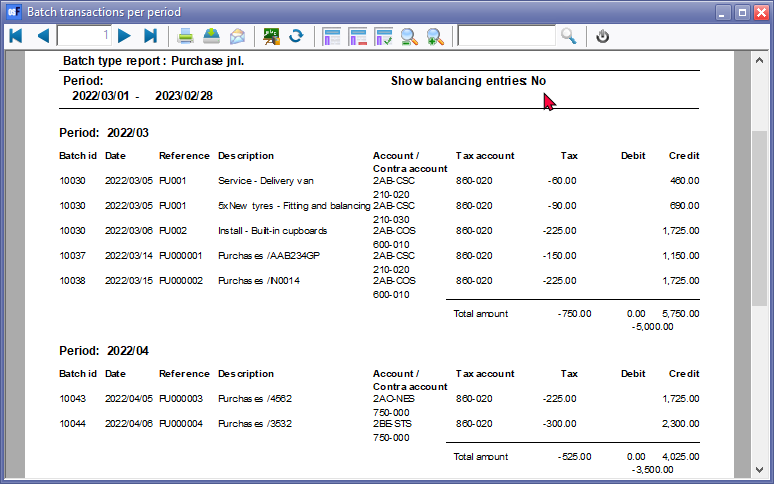 Batch transactions per period
1
Batch type report : Purchase jnl.
Period: Show balancing entries: No
2022/03/01 - 2023/02/28
Period: 2022/03
Batch id Date Reference Description Account / Tax account Tax Debit Credit
Contra account
10030 2022/03/05 PU001 Service - Delivery van 2AB-CSC 860-020 -60.00 460.00
210-020
10030 2022/03/05 PU001 5xNew tyres - Fitting and balancing 2AB-CSC 860-020 -90.00 690.00
210-030
10030 2022/03/06 PU002 Install - Built-in cupboards 2AB-COS 860-020 -225.00 1,725.00
600-010
10037 2022/03/14 PU000001 Purchases /AAB234GP 2AB-CSC 860-020 -150.00 1,150.00
210-020
10038 2022/03/15 PU000002 Purchases /IN0014 2AB-COS 860-020 -225.00 1,725.00
600-010
Total amount -750.00 0.00 5,750.00
-5,000.00
Period: 2022/04
Batch id Date Reference Description Account / Tax account Tax Debit Credit
Contra account
10043 2022/04/05 PU000003 Purchases /4562 2AO-NES 860-020 -225.00 1,725.00
750-000
10044 2022/04/06 PU000004 Purchases /3532 2BE-STS 860-020 -300.00 2,300.00
750-000
Total amount -525.00 0.00 4,025.00
-3,500.00